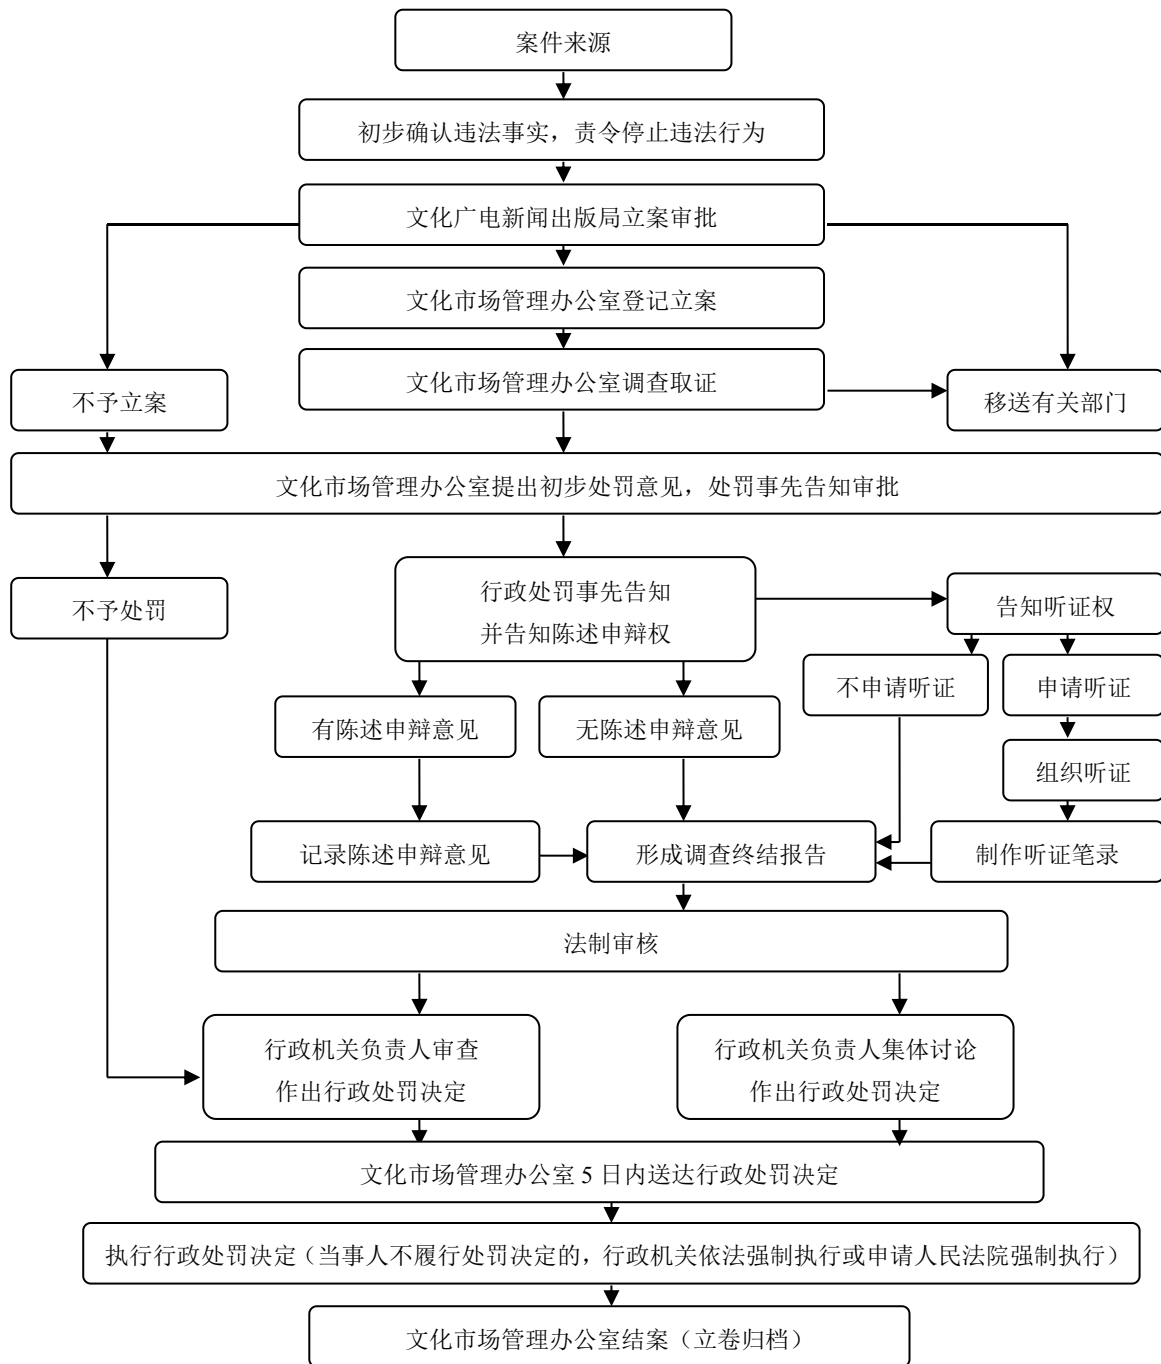 案件来源
初步确认违法事实，责令停止违法行为
文化广电新闻出版局立案审批
文化市场管理办公室登记立案
文化市场管理办公室调查取证
不予立案
移送有关部门
文化市场管理办公室提出初步处罚意见，处罚事先告知审批
不予处罚
行政处罚事先告知
并告知陈述申辩权
告知听证权
不申请听证
申请听证
有陈述申辩意见
无陈述申辩意见
组织听证
记录陈述申辩意见
形成调查终结报告
制作听证笔录
法制审核
行政机关负责人审查
作出行政处罚决定
行政机关负责人集体讨论
作出行政处罚决定
文化市场管理办公室 5 日内送达行政处罚决定
执行行政处罚决定（当事人不履行处罚决定的，行政机关依法强制执行或申请人民法院强制执行）
文化市场管理办公室结案（立卷归档）